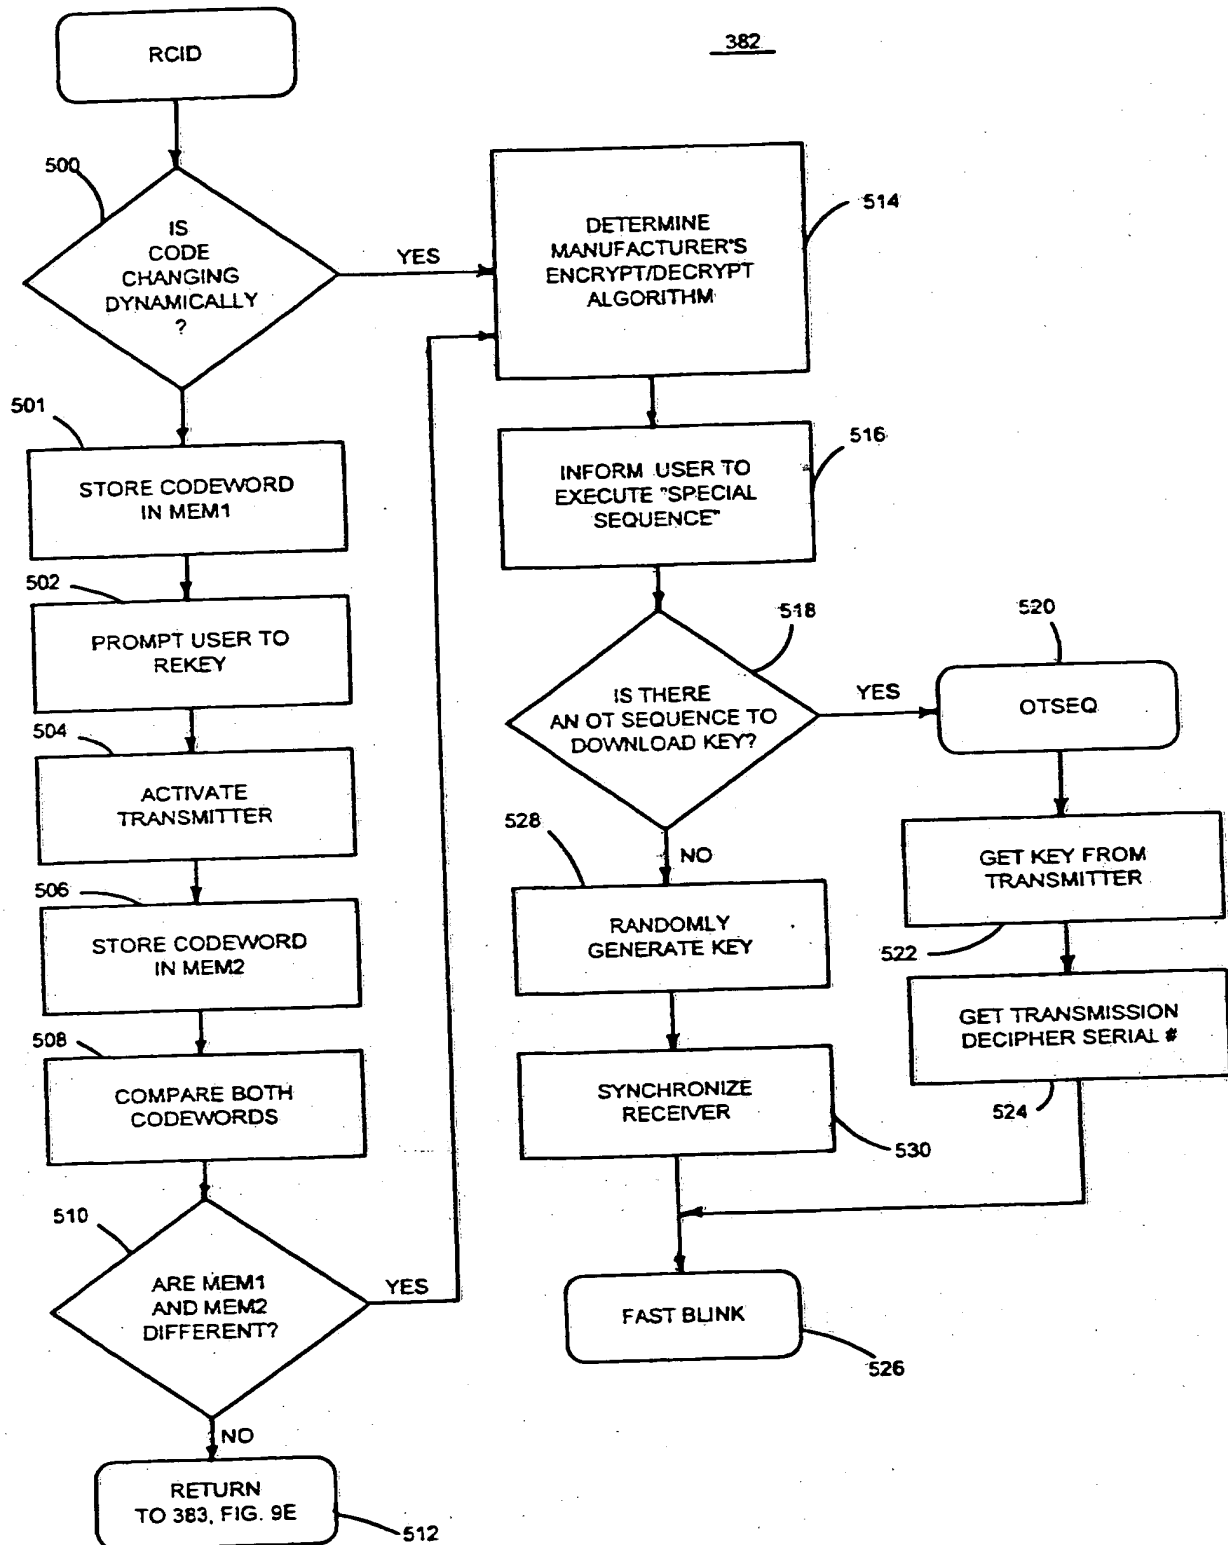 RCID
382
500
IS
CODE
CHANGING
DYNAMICALLY
?
YES
501
STORE CODEWORD
IN MEM1
502
PROMPT USER TO
REKEY
504
ACTIVATE
TRANSMITTER
506
STORE CODEWORD
IN MEM2
508
COMPARE BOTH
CODEWORDS
510
ARE MEM1
AND MEM2
DIFFERENT?
YES
NO
RETURN
TO 383, FIG. 9E
512
DETERMINE
MANUFACTURER'S
ENCRYPT/DECRYPT
ALGORITHM
514
INFORM USER TO
EXECUTE "SPECIAL
SEQUENCE"
516
IS THERE
AN OT SEQUENCE TO
DOWNLOAD KEY?
518
YES
NO
520
OTSEQ
GET KEY FROM
TRANSMITTER
522
GET TRANSMISSION
DECIPHER SERIAL #
524
528
RANDOMLY
GENERATE KEY
SYNCHRONIZE
RECEIVER
530
FAST BLINK
526